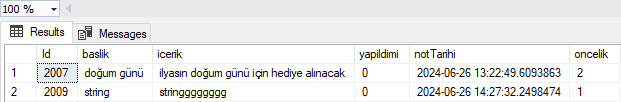 100 %
Results Messages
Id baslik icerik yapildimi notTarihi oncelik
1 2007 doğum günü ilyasın doğum günü için hediye alınacak 0 2024-06-26 13:22:49.6093863 2
2 2009 string stringgggggggg 0 2024-06-26 14:27:32.2498474 1